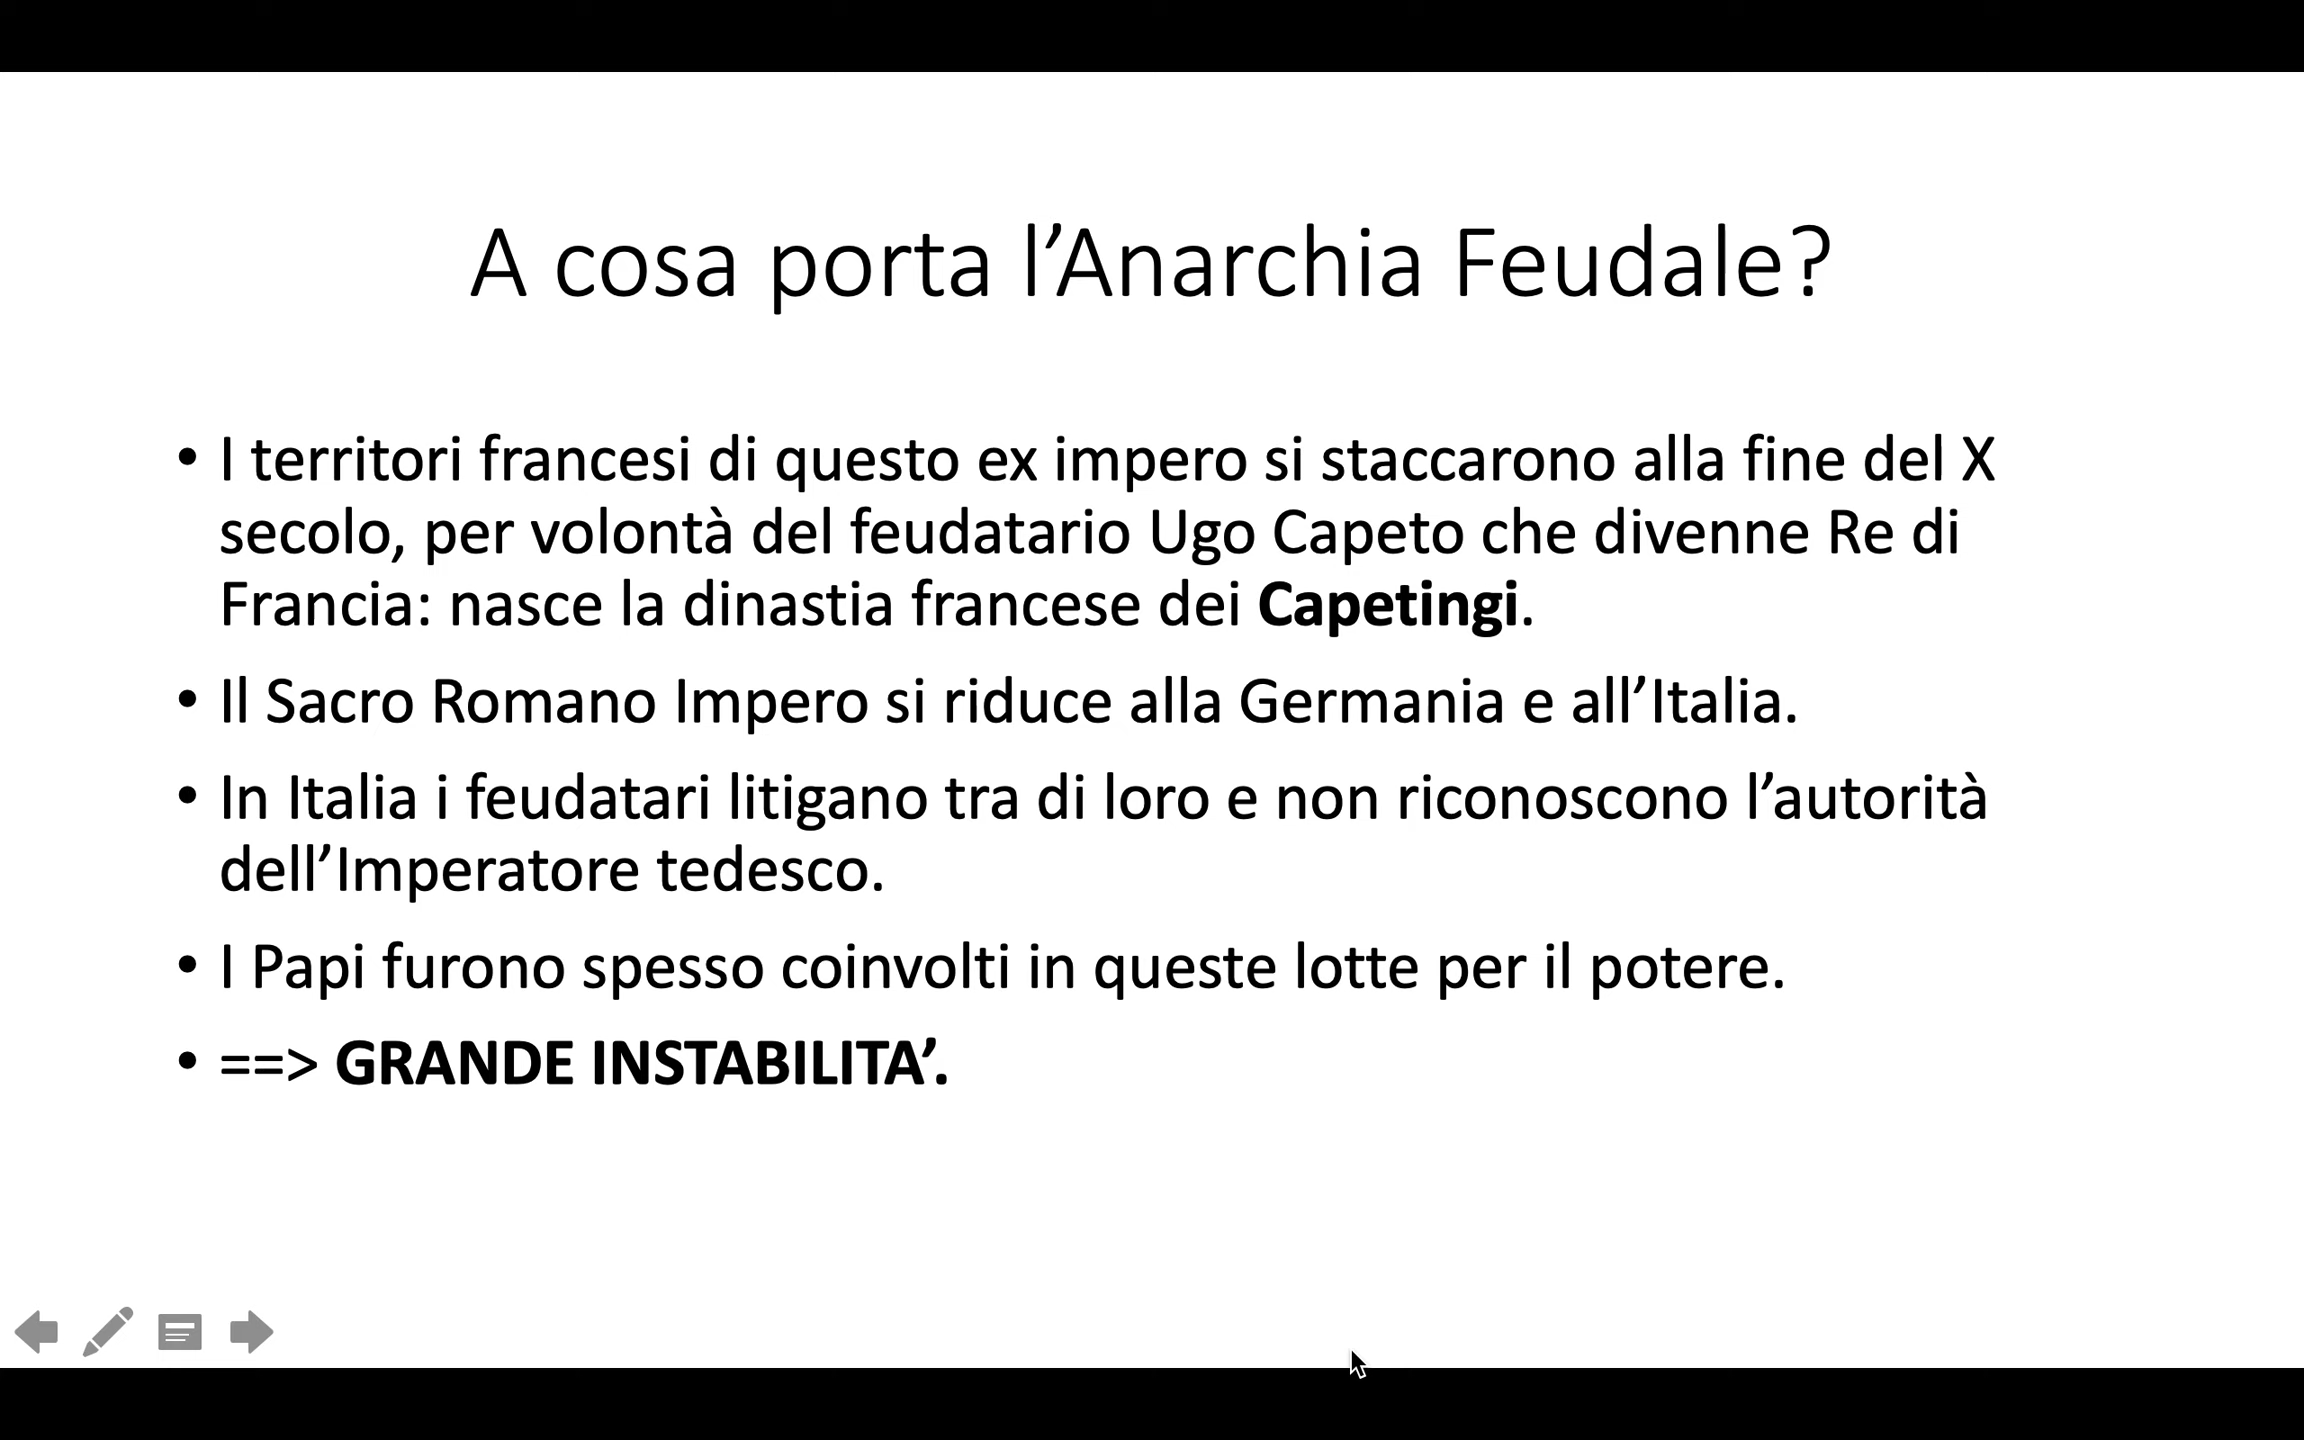 A cosa porta l’Anarchia Feudale?
• I territori francesi di questo ex impero si staccarono alla fine del X
secolo, per volontà del feudatario Ugo Capeto che divenne Re di
Francia: nasce la dinastia francese dei Capetingi.
• Il Sacro Romano Impero si riduce alla Germania e all’Italia.
• In Italia i feudatari litigano tra di loro e non riconoscono l’autorità
dell’Imperatore tedesco.
• I Papi furono spesso coinvolti in queste lotte per il potere.
• ==> GRANDE INSTABILITA’.